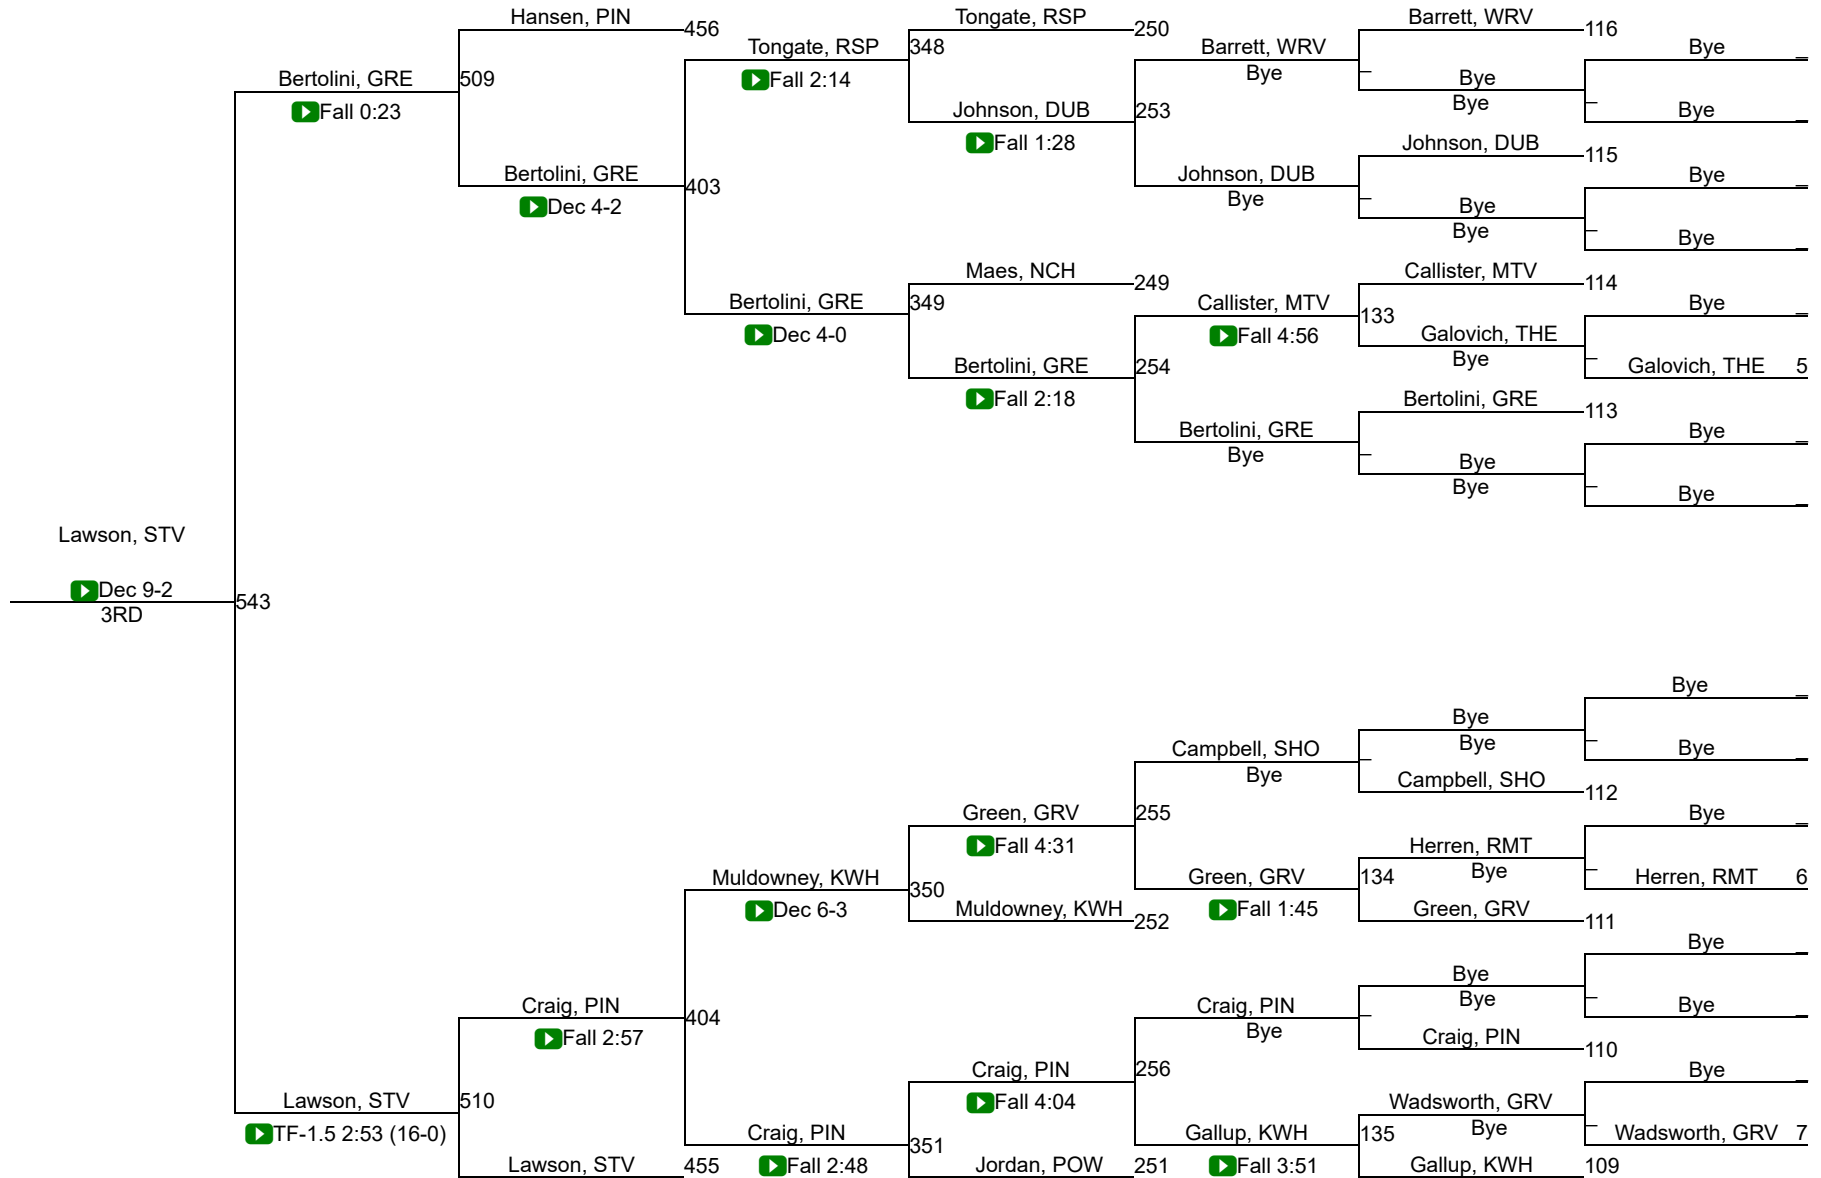 Hansen, PIN
456
Tongate, RSP
250
Barrett, WRV
116
Tongate, RSP
348
Barrett, WRV
Bye
_
Bertolini, GRE
509
Fall 2:14
Bye
_
Bye
Fall 0:23
Johnson, DUB
253
Bye
_
Bye
_
Fall 1:28
Johnson, DUB
115
Bertolini, GRE
403
Johnson, DUB
Bye
_
Dec 4-2
Bye
_
Bye
Bye
_
Bye
_
Maes, NCH
249
Callister, MTV
114
Bertolini, GRE
349
Callister, MTV
133
Bye
_
Dec 4-0
Fall 4:56
Galovich, THE
Bertolini, GRE
254
Bye
_
Galovich, THE 5
Fall 2:18
Bertolini, GRE
113
Bertolini, GRE
Bye
_
Bye
_
Bye
Bye
_
Bye
_
Lawson, STV
Dec 9-2
543
3RD
Bye
_
Bye
Campbell, SHO
Bye
_
Bye
_
Bye
_
Campbell, SHO
112
Green, GRV
255
Bye
_
Fall 4:31
Herren, RMT
Muldowney, KWH
350
Green, GRV
134
Bye
_
Herren, RMT 6
Dec 6-3
Muldowney, KWH
252
Fall 1:45
Green, GRV
111
Bye
_
Bye
Craig, PIN
404
Craig, PIN
_
Bye
_
Bye
_
Fall 2:57
Bye
Craig, PIN
110
Craig, PIN
256
Bye
_
Lawson, STV
510
Fall 4:04
Wadsworth, GRV
TF-1.5 2:53 (16-0)
Craig, PIN
351
Gallup, KWH
135
Bye
_
Wadsworth, GRV 7
Lawson, STV
455
Fall 2:48
Jordan, POW
251
Fall 3:51
Gallup, KWH
109